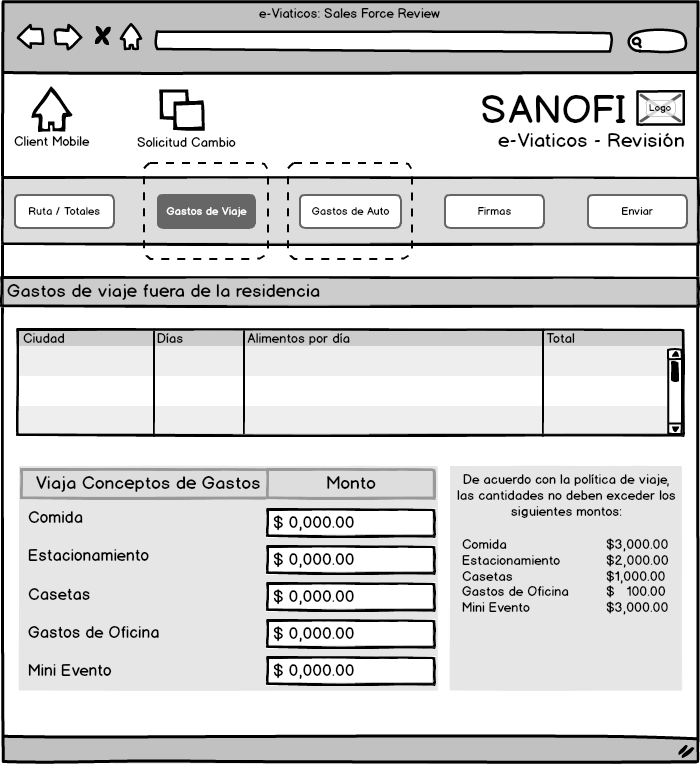 e-Viaticos: Sales Force Review
SANOFI
Logo
Client Mobile
Solicitud Cambio
e-Viaticos - Revisión
Ruta / Totales
Gastos de Viaje
Gastos de Auto
Firmas
Enviar
Gastos de viaje fuera de la residencia
Ciudad
Días
Alimentos por día
Total
Viaja Conceptos de Gastos
Monto
Comida
$ 0,000.00
Estacionamiento
$ 0,000.00
Casetas
$ 0,000.00
Gastos de Oficina
$ 0,000.00
Mini Evento
$ 0,000.00
De acuerdo con la política de viaje,
las cantidades no deben exceder los
siguientes montos:
Comida $3,000.00
Estacionamiento $2,000.00
Casetas $1,000.00
Gastos de Oficina $ 100.00
Mini Evento $3,000.00